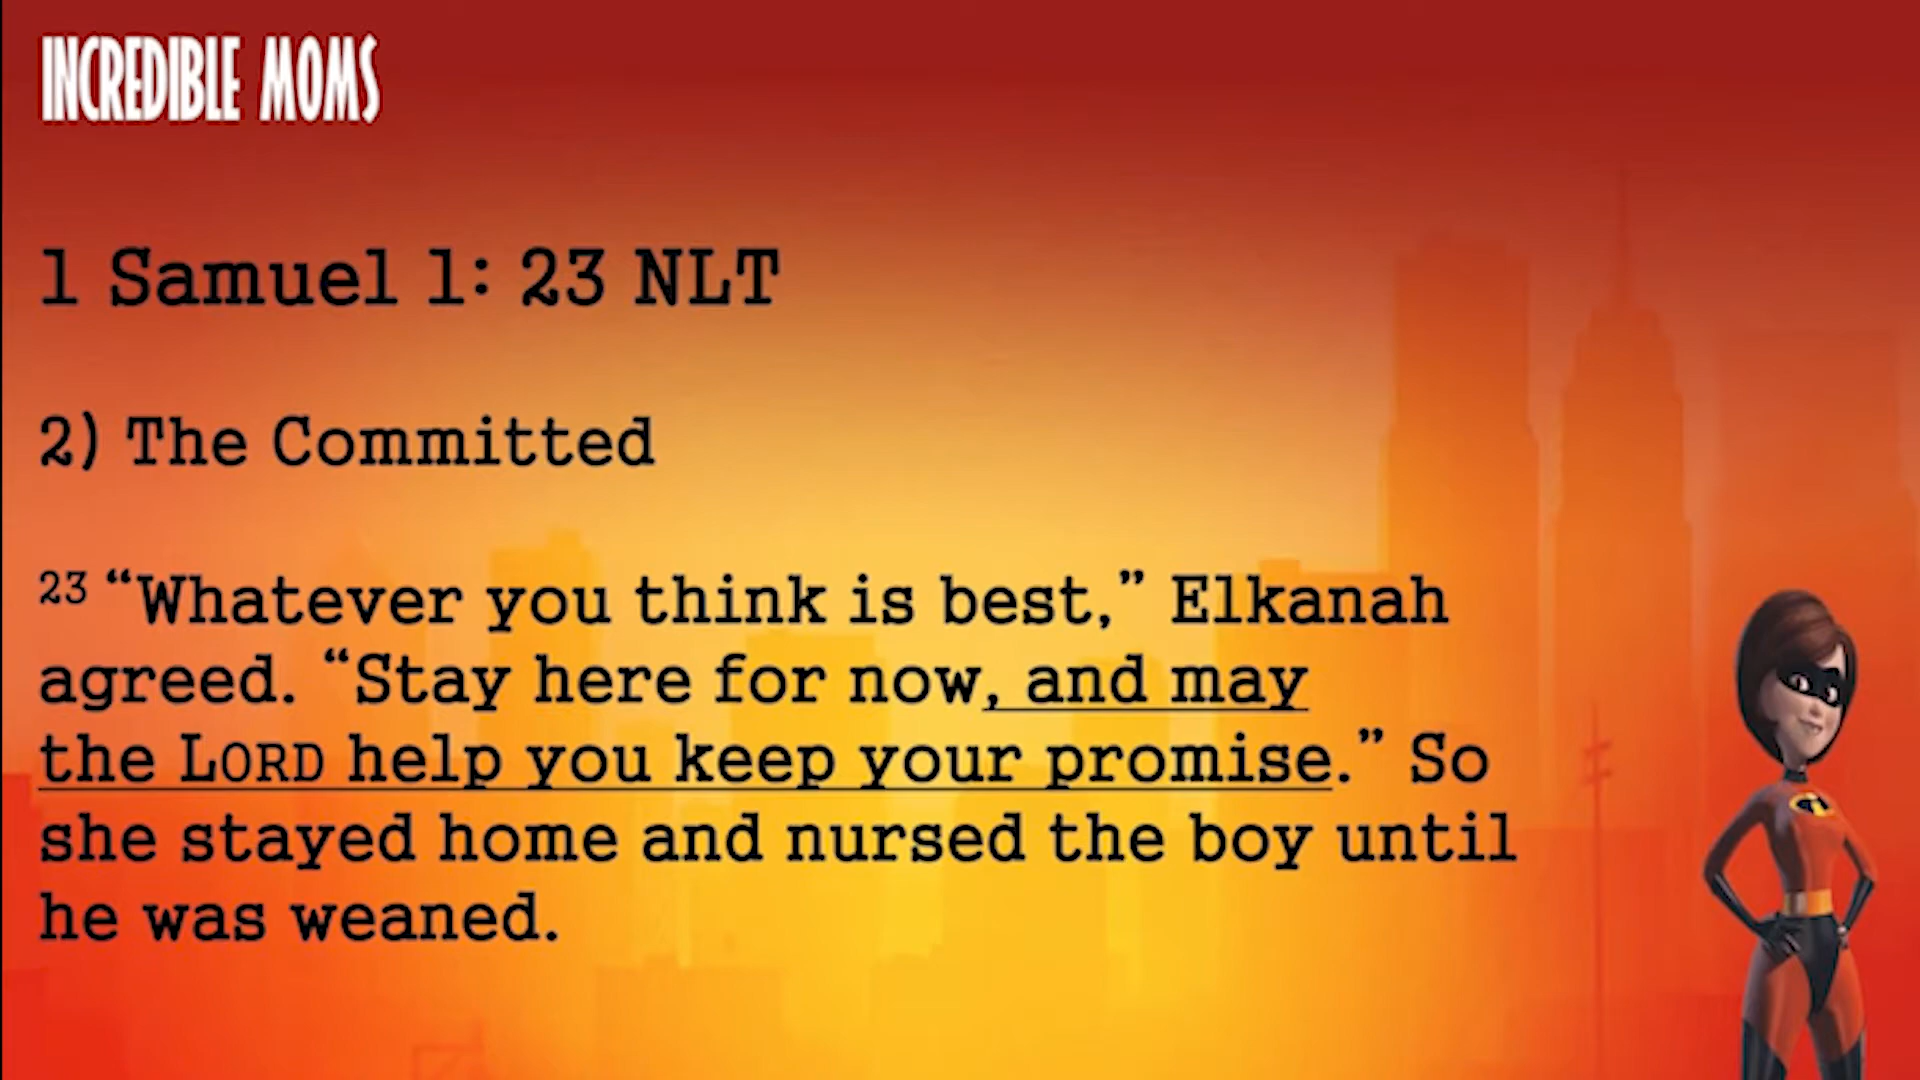 INCREDIBLE MOMS
1 Samuel 1: 23 NLT
2) The Committed
23 “Whatever you think is best,” Elkanah
agreed. “Stay here for now, and may
the LORD help you keep your promise.” So
she stayed home and nursed the boy until
he was weaned.